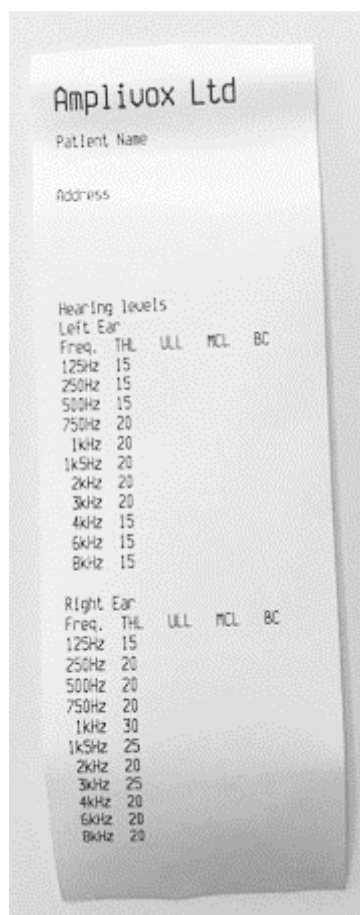 Amplivox Ltd
Patient Name
Address
Hearing levels
Left Ear
Freq. THL ULL MCL BC
125Hz 15
250Hz 15
500Hz 15
750Hz 20
1kHz 20
1k5Hz 20
2kHz 20
3kHz 20
4kHz 15
6kHz 15
8kHz 15
Right Ear
Freq. THL ULL MCL BC
125Hz 15
250Hz 20
500Hz 20
750Hz 20
1kHz 30
1k5Hz 25
2kHz 20
3kHz 25
4kHz 20
6kHz 20
8kHz 20